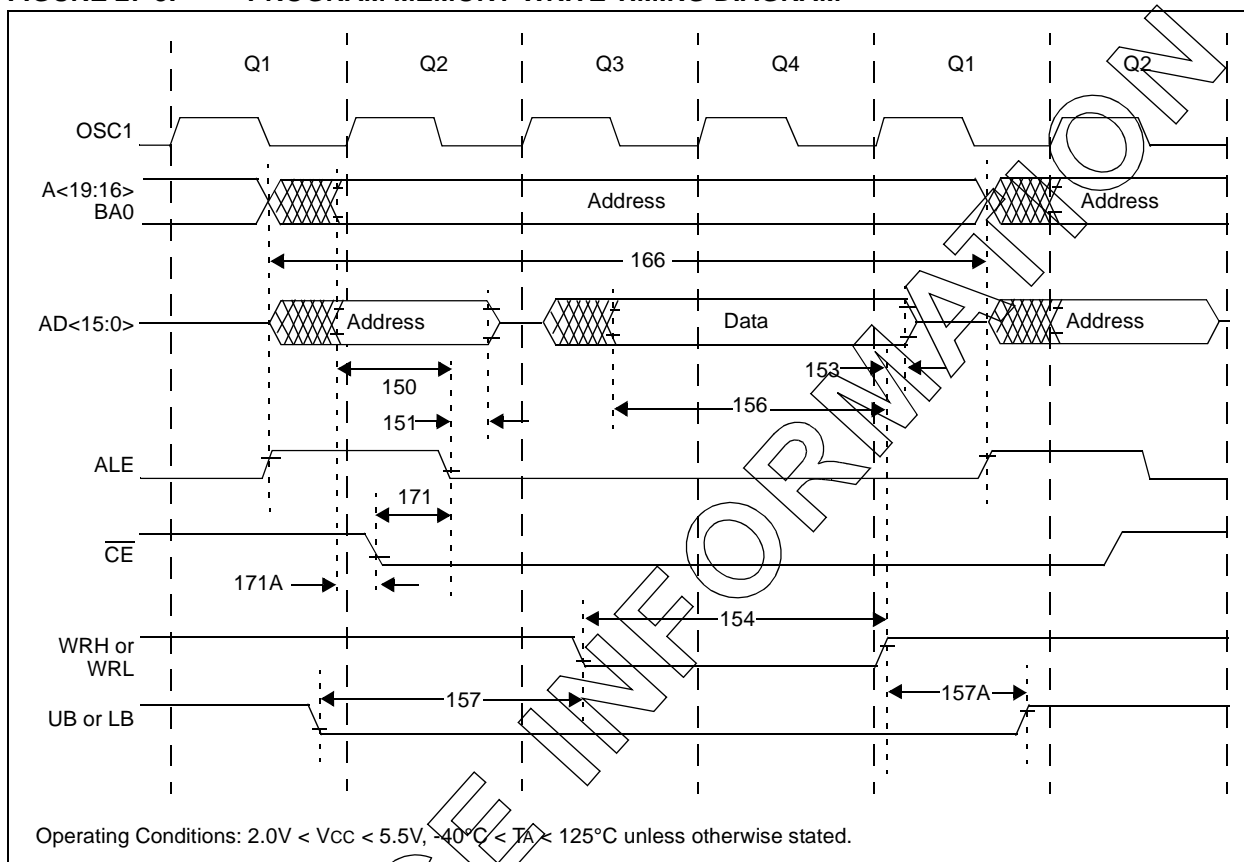 Q1 Q2 Q3 Q4 Q1 Q2
OSC1
A<19:16>
BA0
Address Address
166
AD<15:0>
Address Data Address
150
153
151
156
ALE
171
CE
171A
154
WRH or
WRL
157
157A
UB or LB
CE INFORMATION
Operating Conditions: 2.0V < VCC < 5.5V, -40°C < TA < 125°C unless otherwise stated.